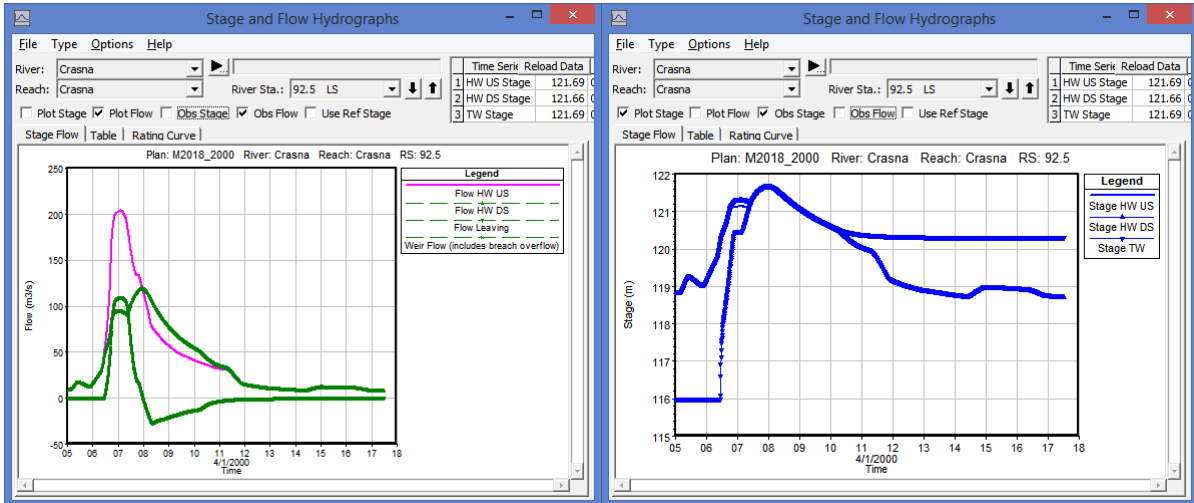 Stage and Flow Hydrographs
File Type Options Help
River: Crasna
Reach: Crasna River Sta.: 92.5 LS
Time Serie Reload Data
1 HW US Stage 121.69 0
2 HW DS Stage 121.66 0
3 TW Stage 121.69 0
Plot Stage Plot Flow Obs Stage Obs Flow Use Ref Stage
Stage Flow Table Rating Curve
Plan: M2018_2000 River: Crasna Reach: Crasna RS: 92.5
Legend
Flow HW US
Flow HW DS
Flow Leaving
Weir Flow (includes breach overflow)
Flow (m3/s)
250
200
150
100
50
0
-50
05 06 07 08 09 10 11 12 13 14 15 16 17 18
4/1/2000
Time
Stage and Flow Hydrographs
File Type Options Help
River: Crasna
Reach: Crasna River Sta.: 92.5 LS
Time Serie Reload Data
1 HW US Stage 121.69 0
2 HW DS Stage 121.66 0
3 TW Stage 121.69 0
Plot Stage Plot Flow Obs Stage Obs Flow Use Ref Stage
Stage Flow Table Rating Curve
Plan: M2018_2000 River: Crasna Reach: Crasna RS: 92.5
Legend
Stage HW US
Stage HW DS
Stage TW
Stage (m)
122
121
120
119
118
117
116
115
05 06 07 08 09 10 11 12 13 14 15 16 17 18
4/1/2000
Time